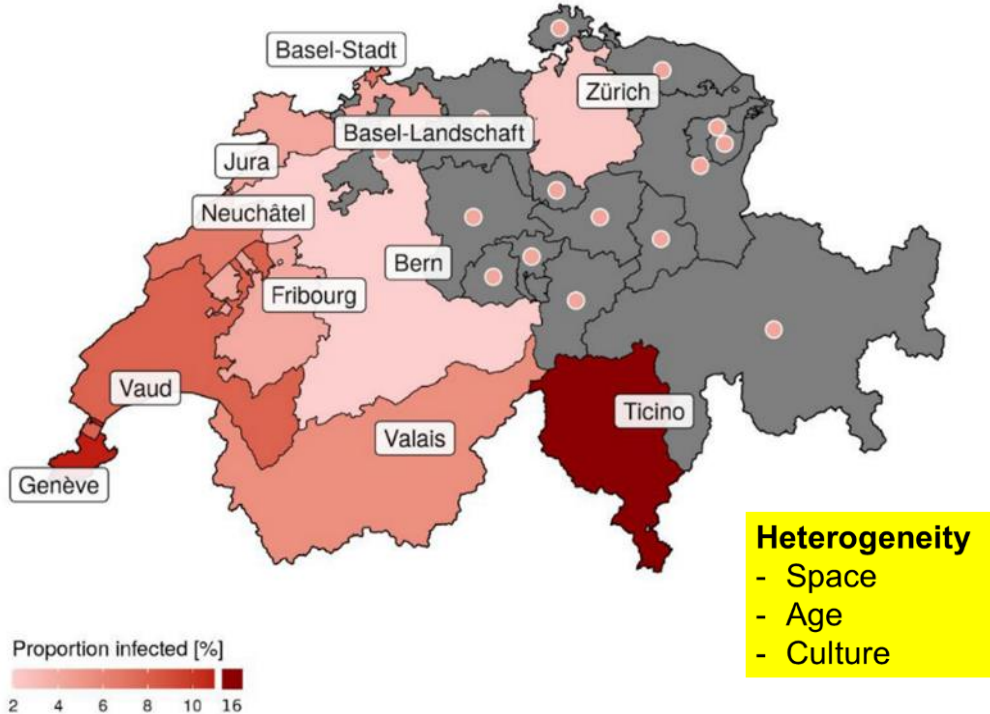 Basel-Stadt
Zürich
Basel-Landschaft
Jura
Neuchâtel
Bern
Fribourg
Vaud
Ticino
Valais
Genève
Heterogeneity
- Space
- Age
- Culture
Proportion infected [%]
2 4 6 8 10 16